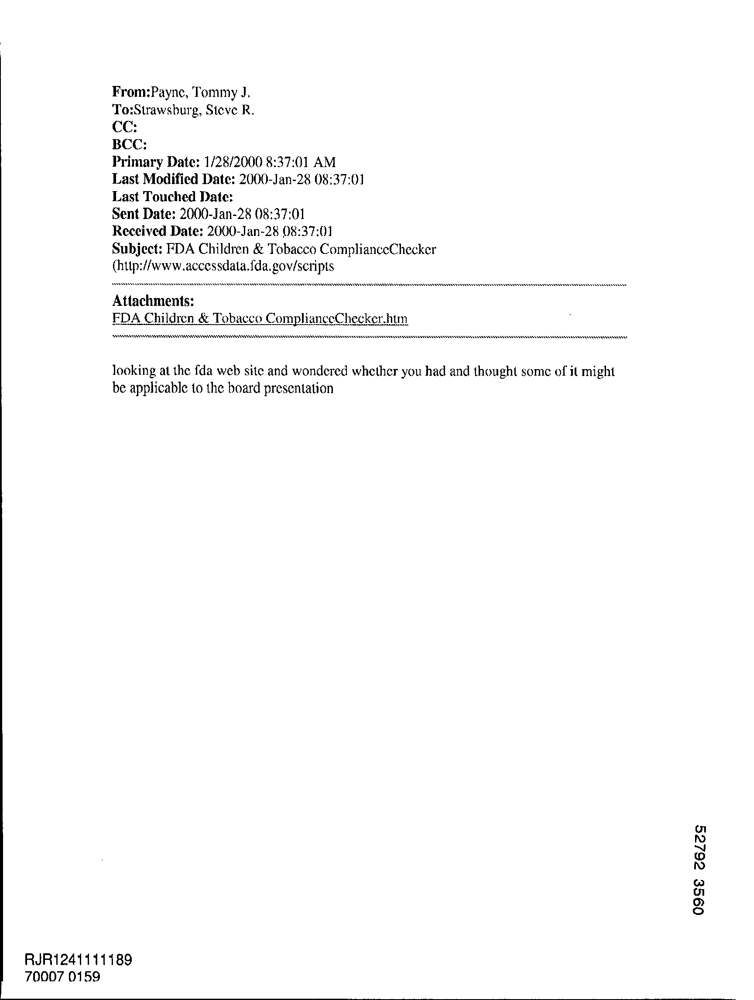 From:Payne, Tommy J.
To:Strawsburg, Steve R.
CC:
BCC:
Primary Date: 1/28/2000 8:37:01 AM
Last Modified Date: 2000-Jan-28 08:37:01
Last Touched Date:
Sent Date: 2000-Jan-28 08:37:01
Received Date: 2000-Jan-28 08:37:01
Subject: FDA Children & Tobacco ComplianceChecker
(http://www.accessdata.fda.gov/scripts
Attachments:
FDA Children & Tobacco ComplianceChecker.htm
looking at the fda web site and wondered whether you had and thought some of it might
be applicable to the board presentation
52792 3560
RJR1241111189
70007 0159